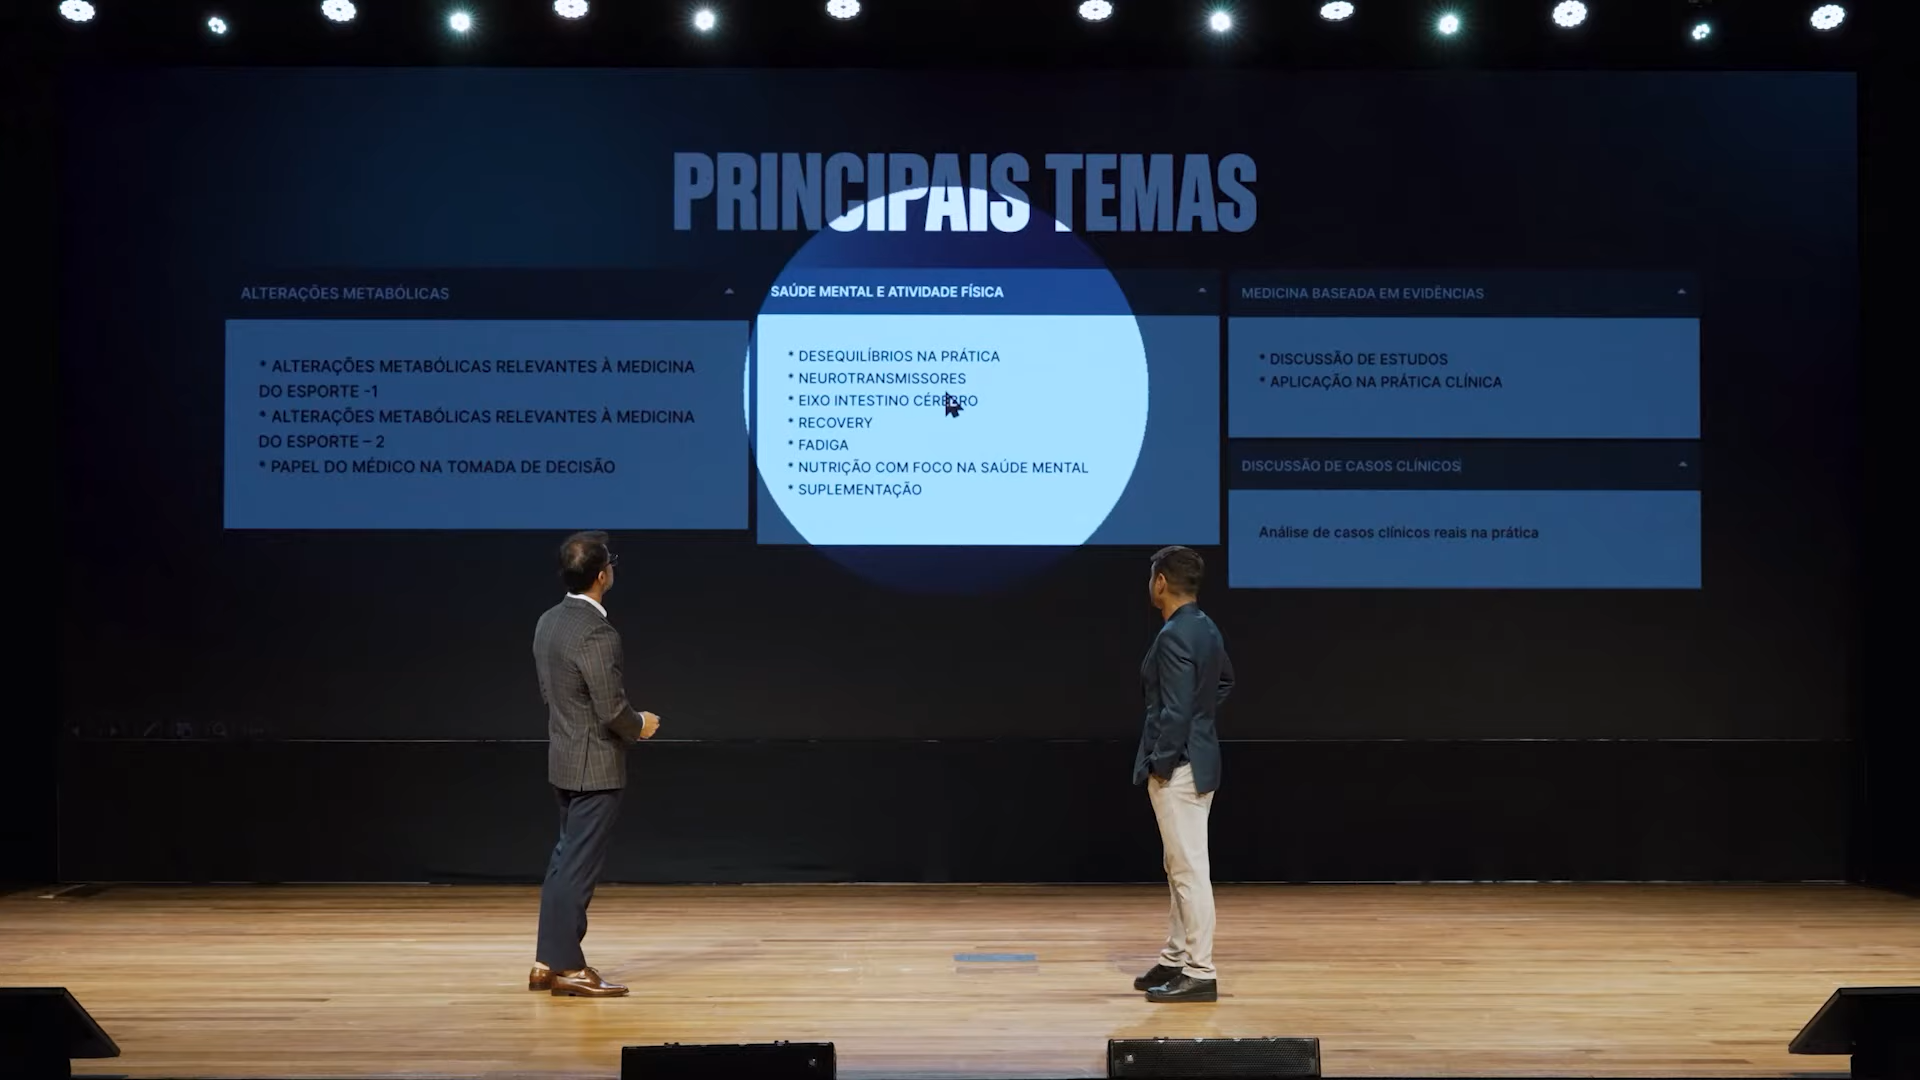 PRINCIPAIS TEMAS
ALTERAÇÕES METABÓLICAS
* ALTERAÇÕES METABÓLICAS RELEVANTES À MEDICINA
DO ESPORTE -1
* ALTERAÇÕES METABÓLICAS RELEVANTES À MEDICINA
DO ESPORTE – 2
* PAPEL DO MÉDICO NA TOMADA DE DECISÃO
SAÚDE MENTAL E ATIVIDADE FÍSICA
* DESEQUILÍBRIOS NA PRÁTICA
* NEUROTRANSMISSORES
* EIXO INTESTINO CÉREBRO
* RECOVERY
* FADIGA
* NUTRIÇÃO COM FOCO NA SAÚDE MENTAL
* SUPLEMENTAÇÃO
MEDICINA BASEADA EM EVIDÊNCIAS
* DISCUSSÃO DE ESTUDOS
* APLICAÇÃO NA PRÁTICA CLÍNICA
DISCUSSÃO DE CASOS CLÍNICOS
Análise de casos clínicos reais na prática